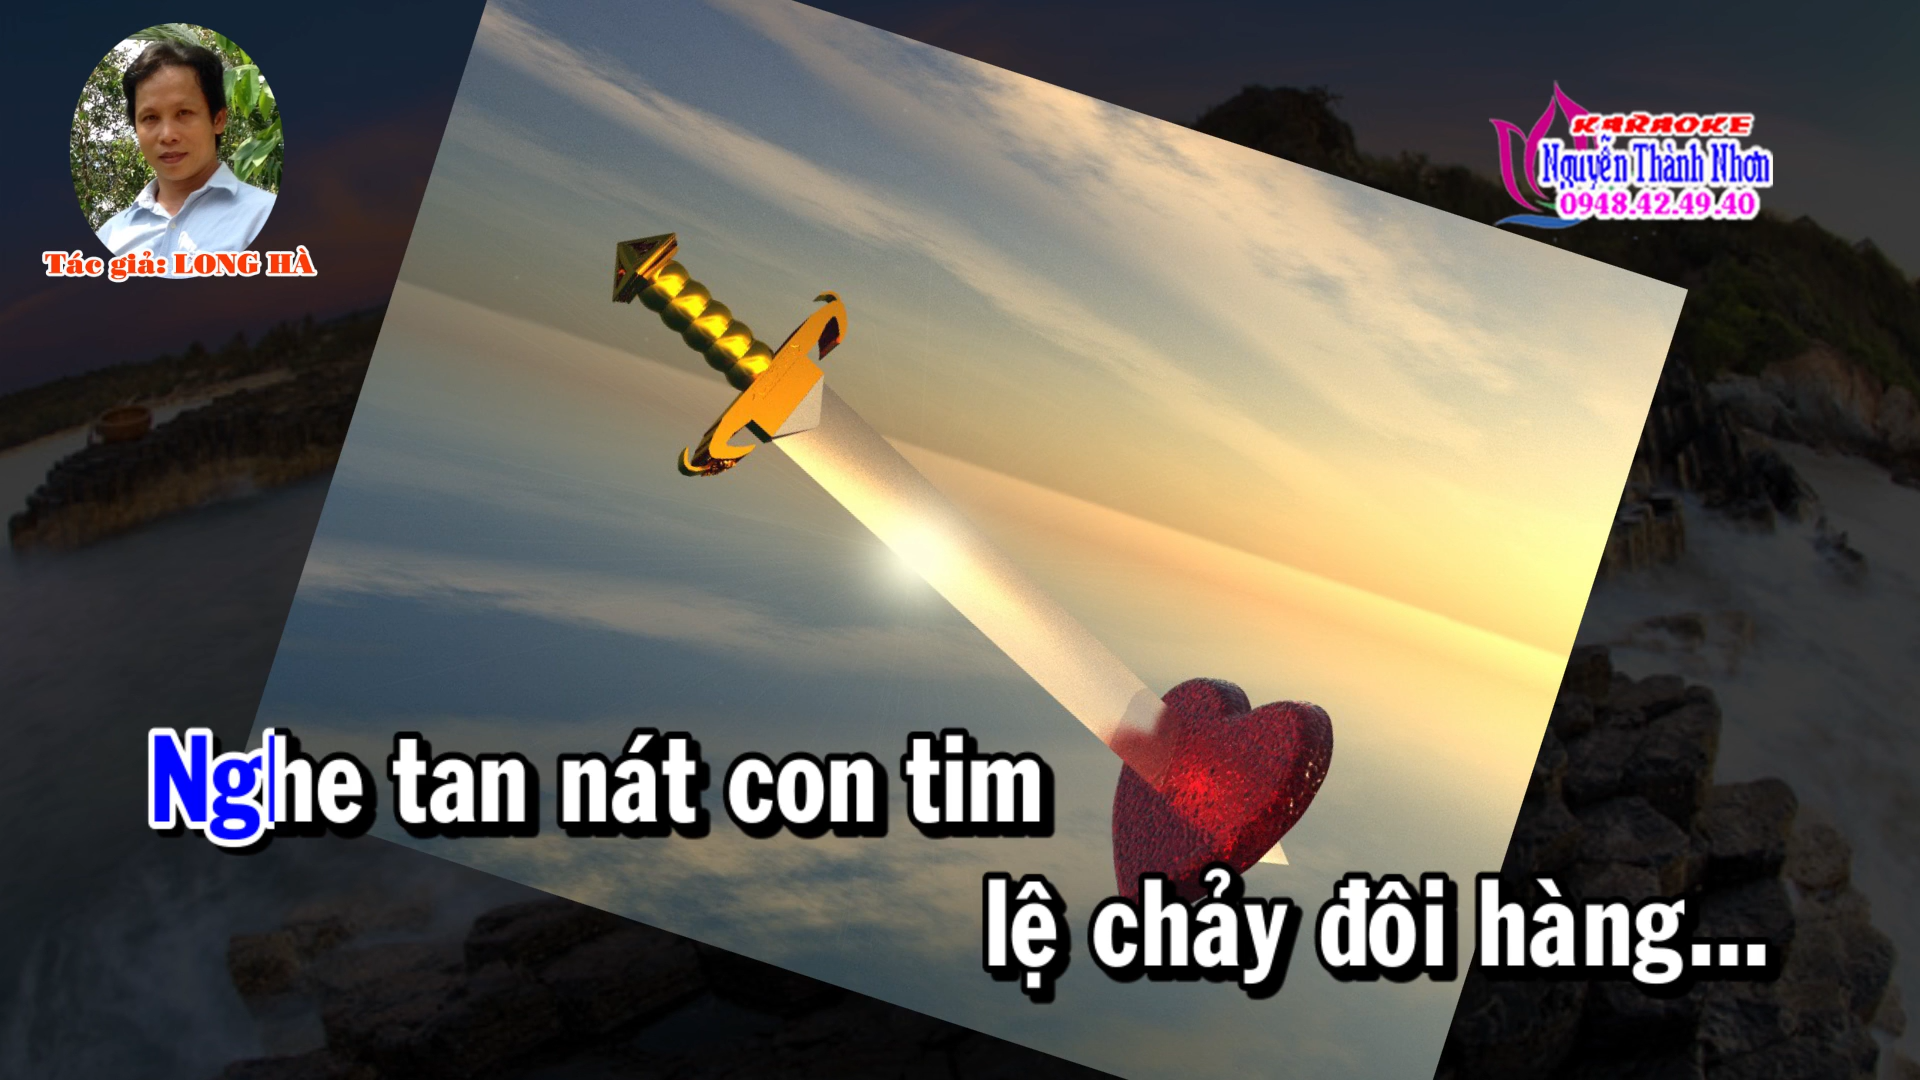 KARAOKE
Nguyễn Thành Nhơn
0948.42.49.40
Tác giả: LONG HÀ
Nghe tan nát con tim
lệ chảy đôi hàng...